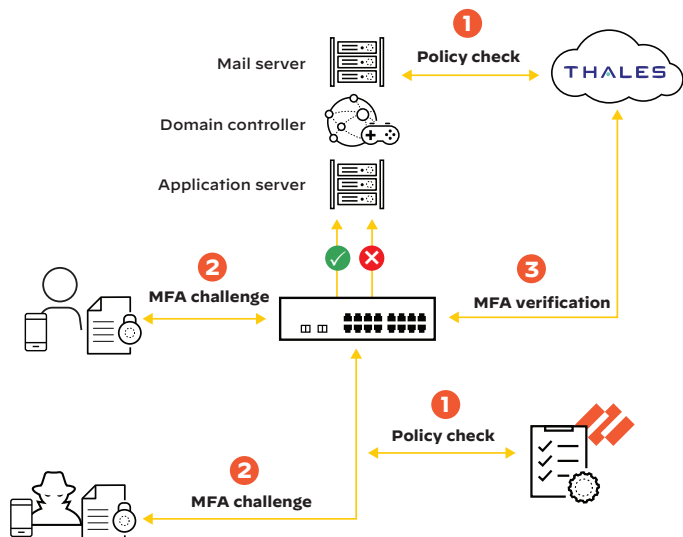 1
Policy check
Mail server
THALES
Domain controller
Application server
2
MFA challenge
3
MFA verification
1
Policy check
2
MFA challenge